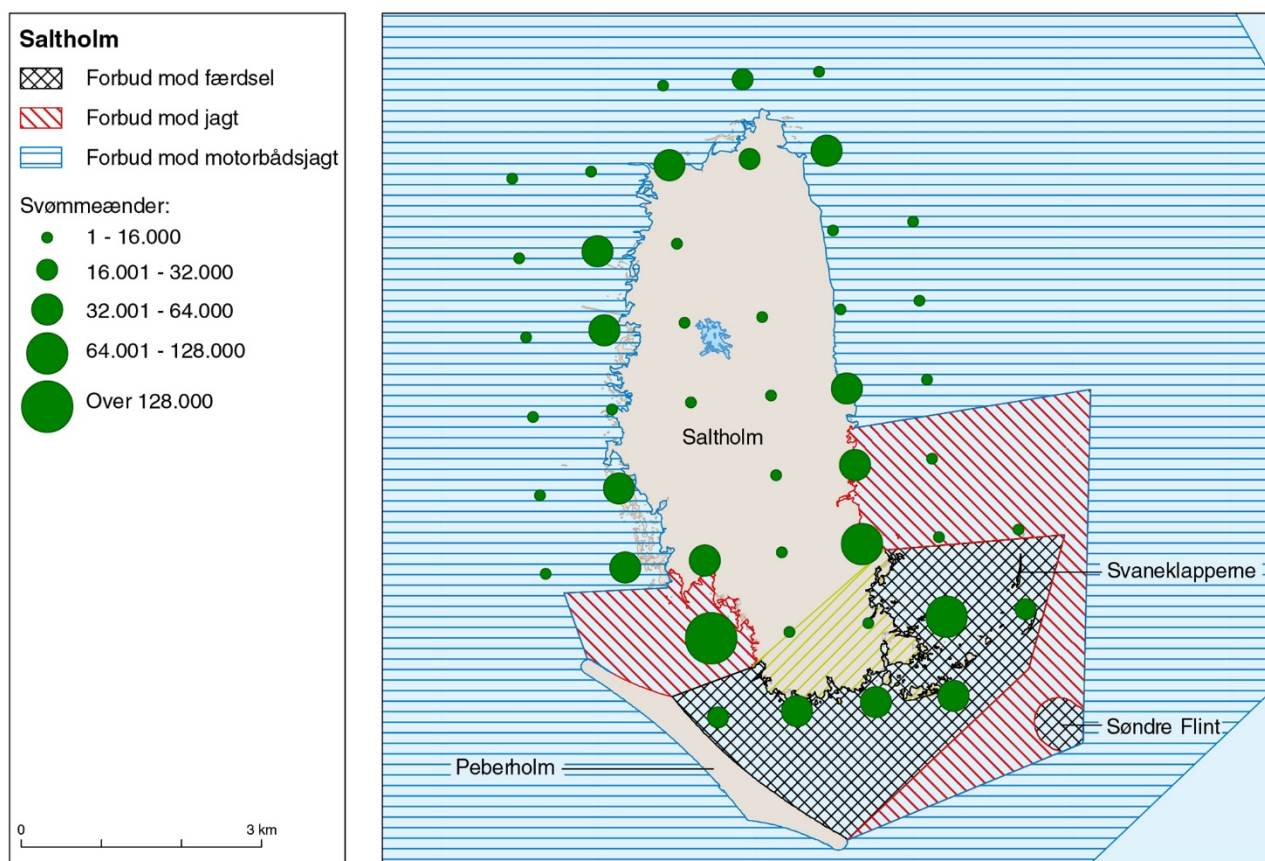 Saltholm
Forbud mod færdsel
Forbud mod jagt
Forbud mod motorbådsjagt
Svømmeænder:
1 - 16.000
16.001 - 32.000
32.001 - 64.000
64.001 - 128.000
Over 128.000
0 3 km
Saltholm
Svaneklapperne
Søndre Flint
Peberholm